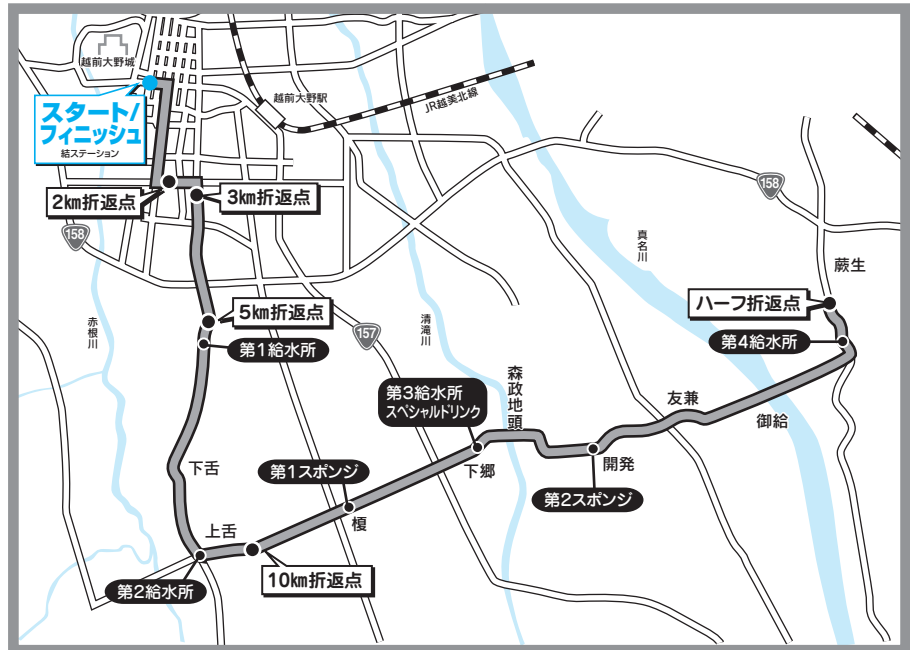 越前大野城
スタート/
フィニッシュ
結ステーション
越前大野駅
JR越美北線
2km折返点
3km折返点
158
158
真名川
蕨生
ハーフ折返点
5km折返点
赤根川
157
清滝川
第1給水所
第4給水所
森政地頭
第3給水所
スペシャルドリンク
友兼
御給
下舌
第1スポンジ
下郷
開発
第2スポンジ
榎
上舌
10km折返点
第2給水所